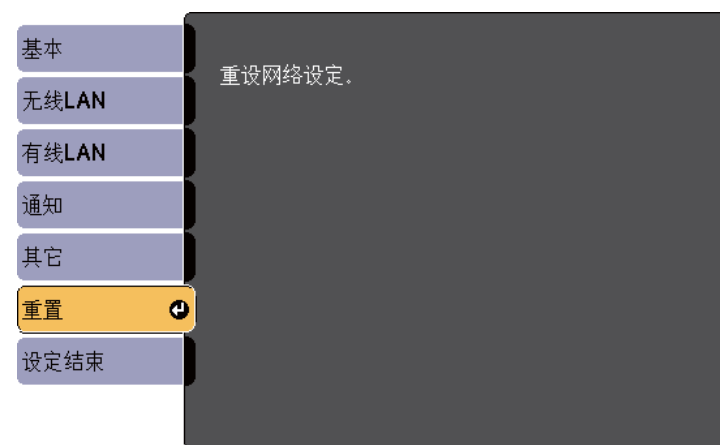 基本
无线LAN
有线LAN
通知
其它
重置
设定结束
重设网络设定.